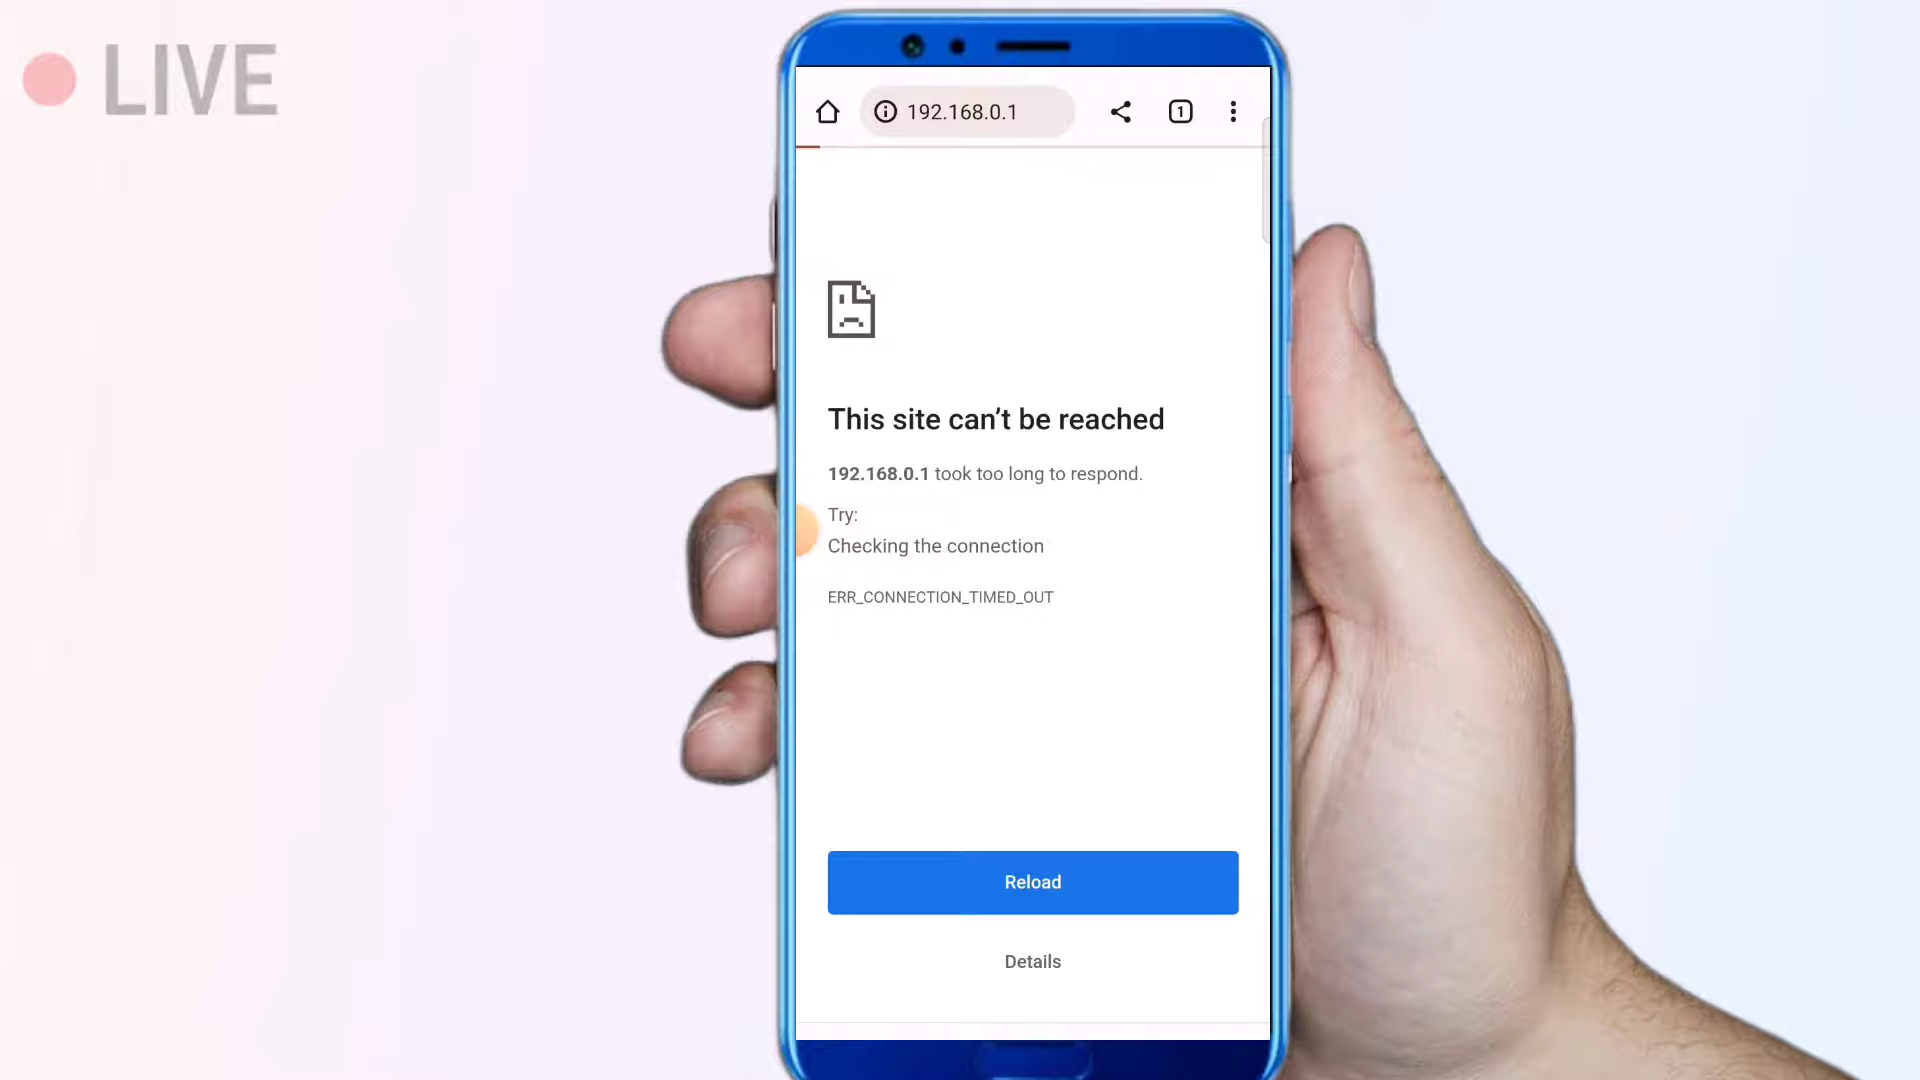 LIVE
192.168.0.1
1
This site can’t be reached
192.168.0.1 took too long to respond.
Try:
Checking the connection
ERR_CONNECTION_TIMED_OUT
Reload
Details